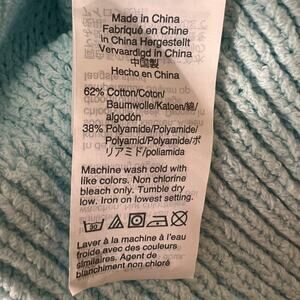 Made in China
Fabriqué en Chine
in China Hergestellt
Vervaardigd in China
中国製
Hecho en China
62% Cotton/Coton/
Baumwolle/Katoen/綿/
algodón
38% Polyamide/Polyamide/
Polyamid/Polyamide/ポ
リアミド/poliamida
Machine wash cold with
like colors. Non chlorine
bleach only. Tumble dry
low. Iron on lowest setting.
30
Laver à la machine à l'eau
froide avec des couleurs
similaires. Agent de
blanchiment non chloré